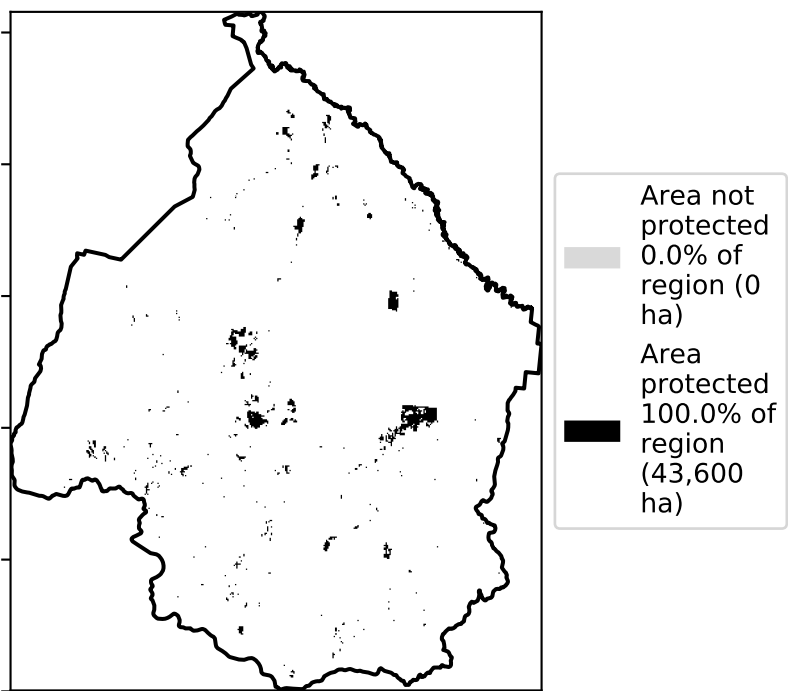 Area not
protected
0.0% of
region (0
ha)
Area
protected
100.0% of
region
(43,600
ha)